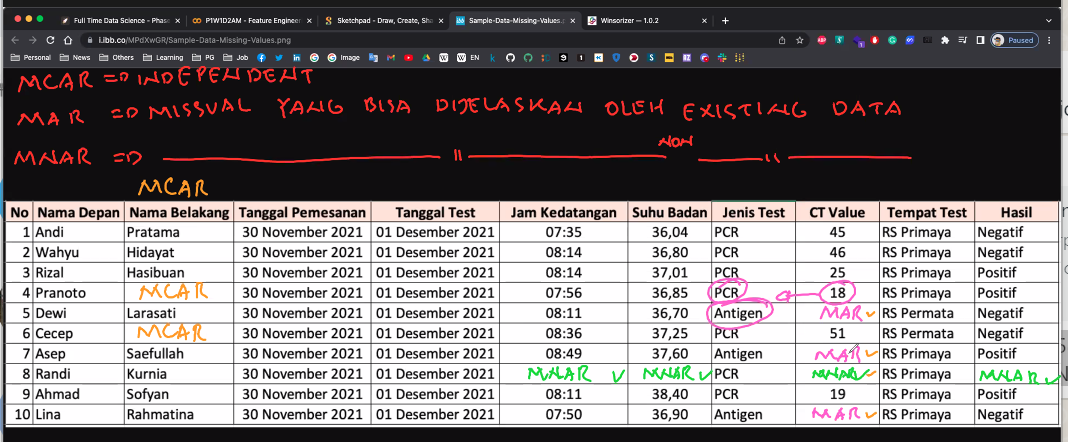 Full Time Data Science - Phase
P1W1D2AM - Feature Engineer
Sketchpad - Draw, Create, Sha
Sample-Data-Missing-Values.p
Winsorizer — 1.0.2
i.ibb.co/MPdXwGR/Sample-Data-Missing-Values.png
Paused
Personal News Others Learning PG Job Image WEN
MCAR => INDEPENDENT
MAR => MISSVAL YANG BISA DIJELASKAN OLEH EXISTING DATA
NON
MNAR => ——— 11 ——— ——— 11 ———
MCAR
No Nama Depan Nama Belakang Tanggal Pemesanan Tanggal Test Jam Kedatangan Suhu Badan Jenis Test CT Value Tempat Test Hasil
1 Andi Pratama 30 November 2021 01 Desember 2021 07:35 36,04 PCR 45 RS Primaya Negatif
2 Wahyu Hidayat 30 November 2021 01 Desember 2021 08:14 36,80 PCR 46 RS Primaya Negatif
3 Rizal Hasibuan 30 November 2021 01 Desember 2021 08:14 37,01 PCR 25 RS Primaya Positif
4 Pranoto MCAR 30 November 2021 01 Desember 2021 07:56 36,85 PCR 18 RS Primaya Positif
5 Dewi Larasati 30 November 2021 01 Desember 2021 08:11 36,70 Antigen MAR ✓ RS Permata Negatif
6 Cecep MCAR 30 November 2021 01 Desember 2021 08:36 37,25 PCR 51 RS Permata Negatif
7 Asep Saefullah 30 November 2021 01 Desember 2021 08:49 37,60 Antigen MAR ✓ RS Primaya Positif
8 Randi Kurnia 30 November 2021 01 Desember 2021 MNAR ✓ MNAR ✓ PCR MNAR ✓ RS Primaya MNAR ✓
9 Ahmad Sofyan 30 November 2021 01 Desember 2021 08:11 38,40 PCR 19 RS Primaya Positif
10 Lina Rahmatina 30 November 2021 01 Desember 2021 07:50 36,90 Antigen MAR ✓ RS Primaya Negatif